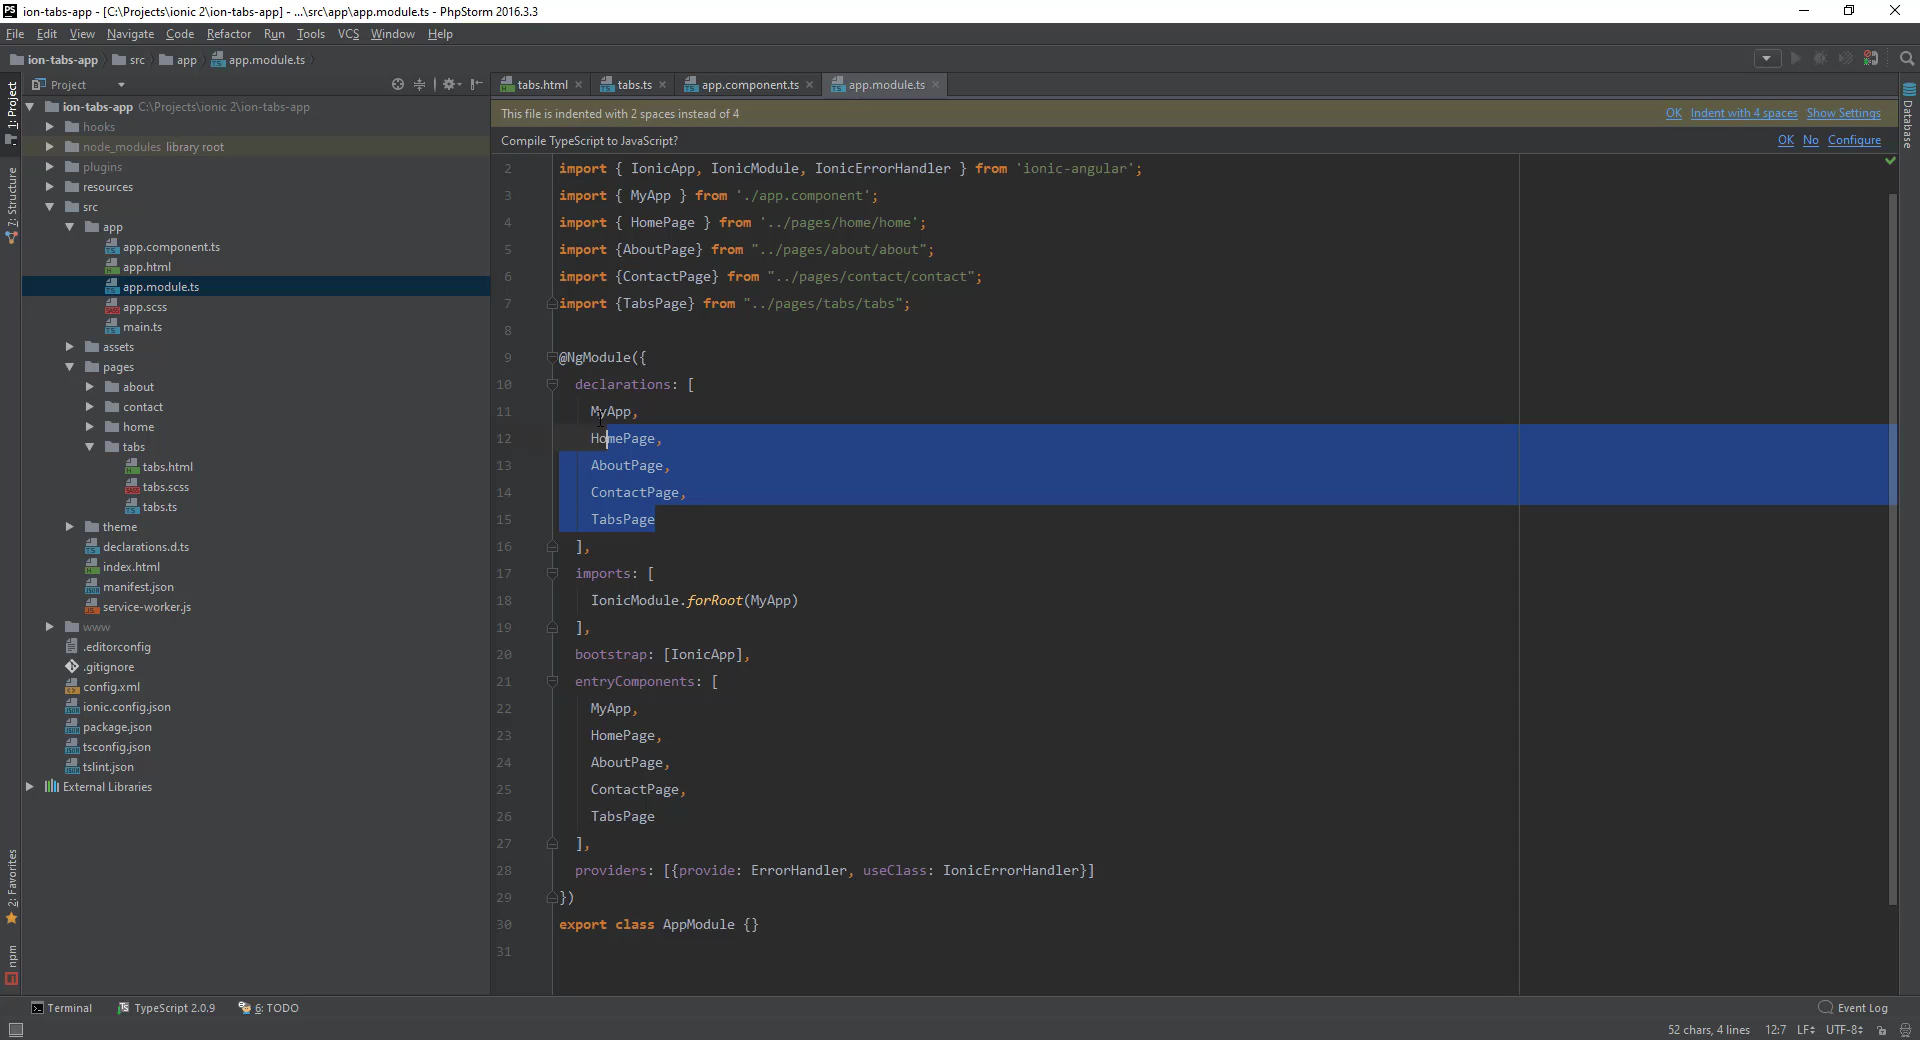 ion-tabs-app - [C:\Projects\ionic 2\ion-tabs-app] - ...\src\app\app.module.ts - PhpStorm 2016.3.3
File Edit View Navigate Code Refactor Run Tools VCS Window Help
ion-tabs-app src app app.module.ts
Project
tabs.html tabs.ts app.component.ts app.module.ts
ion-tabs-app C:\Projects\ionic 2\ion-tabs-app
hooks
node_modules library root
plugins
resources
src
app
app.component.ts
app.html
app.module.ts
app.scss
main.ts
assets
pages
about
contact
home
tabs
tabs.html
tabs.scss
tabs.ts
theme
declarations.d.ts
index.html
manifest.json
service-worker.js
www
.editorconfig
.gitignore
config.xml
ionic.config.json
package.json
tsconfig.json
tslint.json
External Libraries
1: Project
7: Structure
2: Favorites
npm
Database
This file is indented with 2 spaces instead of 4 OK Indent with 4 spaces Show Settings
Compile TypeScript to JavaScript? OK No Configure
2 import { IonicApp, IonicModule, IonicErrorHandler } from 'ionic-angular';
3 import { MyApp } from './app.component';
4 import { HomePage } from '../pages/home/home';
5 import {AboutPage} from "../pages/about/about";
6 import {ContactPage} from "../pages/contact/contact";
7 import {TabsPage} from "../pages/tabs/tabs";
8
9 @NgModule({
10 declarations: [
11 MyApp,
12 HomePage,
13 AboutPage,
14 ContactPage,
15 TabsPage
16 ],
17 imports: [
18 IonicModule.forRoot(MyApp)
19 ],
20 bootstrap: [IonicApp],
21 entryComponents: [
22 MyApp,
23 HomePage,
24 AboutPage,
25 ContactPage,
26 TabsPage
27 ],
28 providers: [{provide: ErrorHandler, useClass: IonicErrorHandler}]
29 })
30 export class AppModule {}
31
Terminal TypeScript 2.0.9 6: TODO Event Log
52 chars, 4 lines 12:7 LF UTF-8